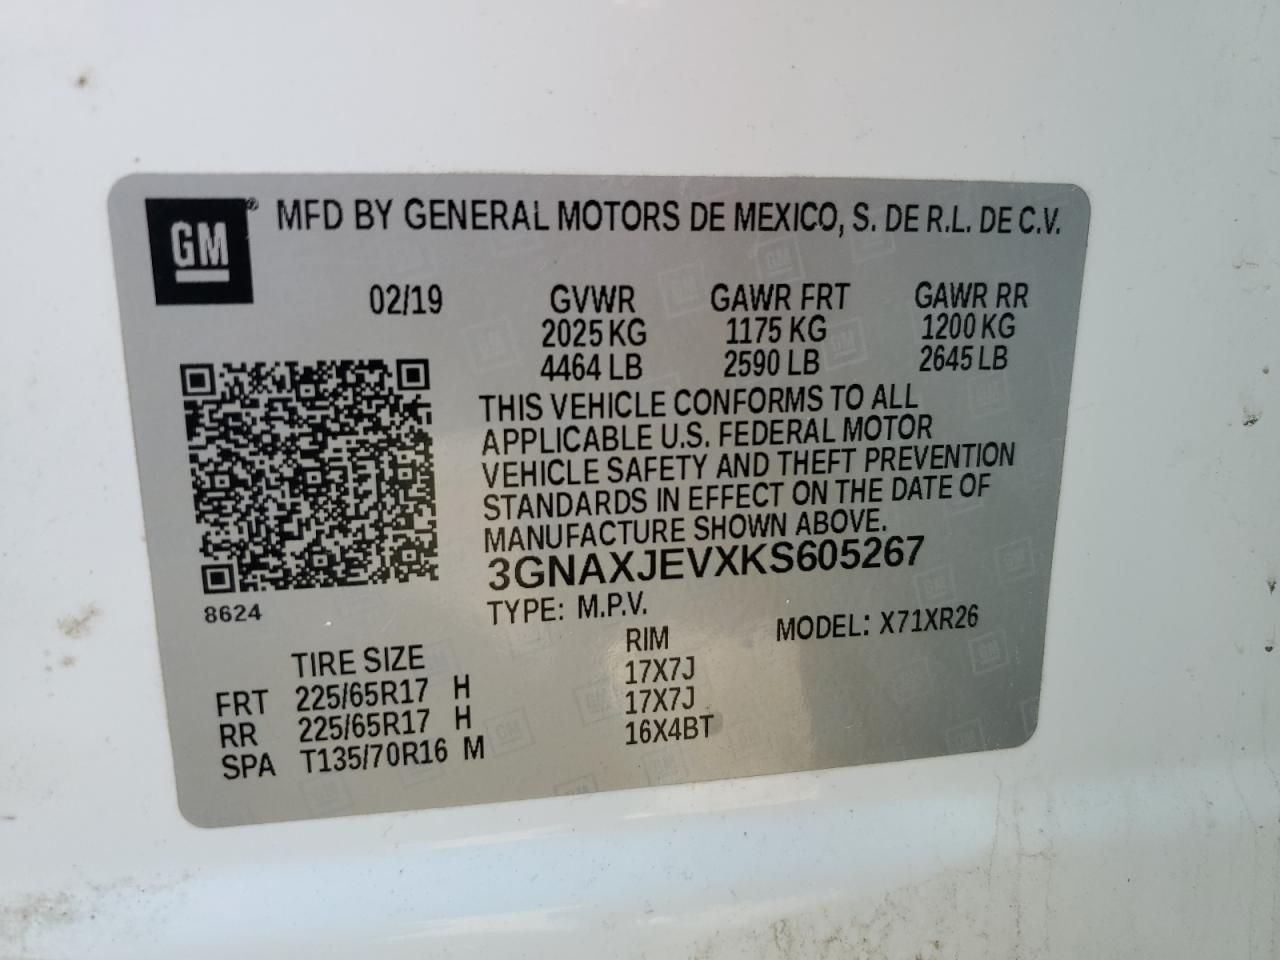 GM ® MFD BY GENERAL MOTORS DE MEXICO, S. DE R.L. DE C.V.
02/19 GVWR GAWR FRT GAWR RR
2025 KG 1175 KG 1200 KG
4464 LB 2590 LB 2645 LB
THIS VEHICLE CONFORMS TO ALL
APPLICABLE U.S. FEDERAL MOTOR
VEHICLE SAFETY AND THEFT PREVENTION
STANDARDS IN EFFECT ON THE DATE OF
MANUFACTURE SHOWN ABOVE.
3GNAXJEVXKS605267
8624
TYPE: M.P.V. MODEL: X71XR26
TIRE SIZE RIM
FRT 225/65R17 H 17X7J
RR 225/65R17 H 17X7J
SPA T135/70R16 M 16X4BT